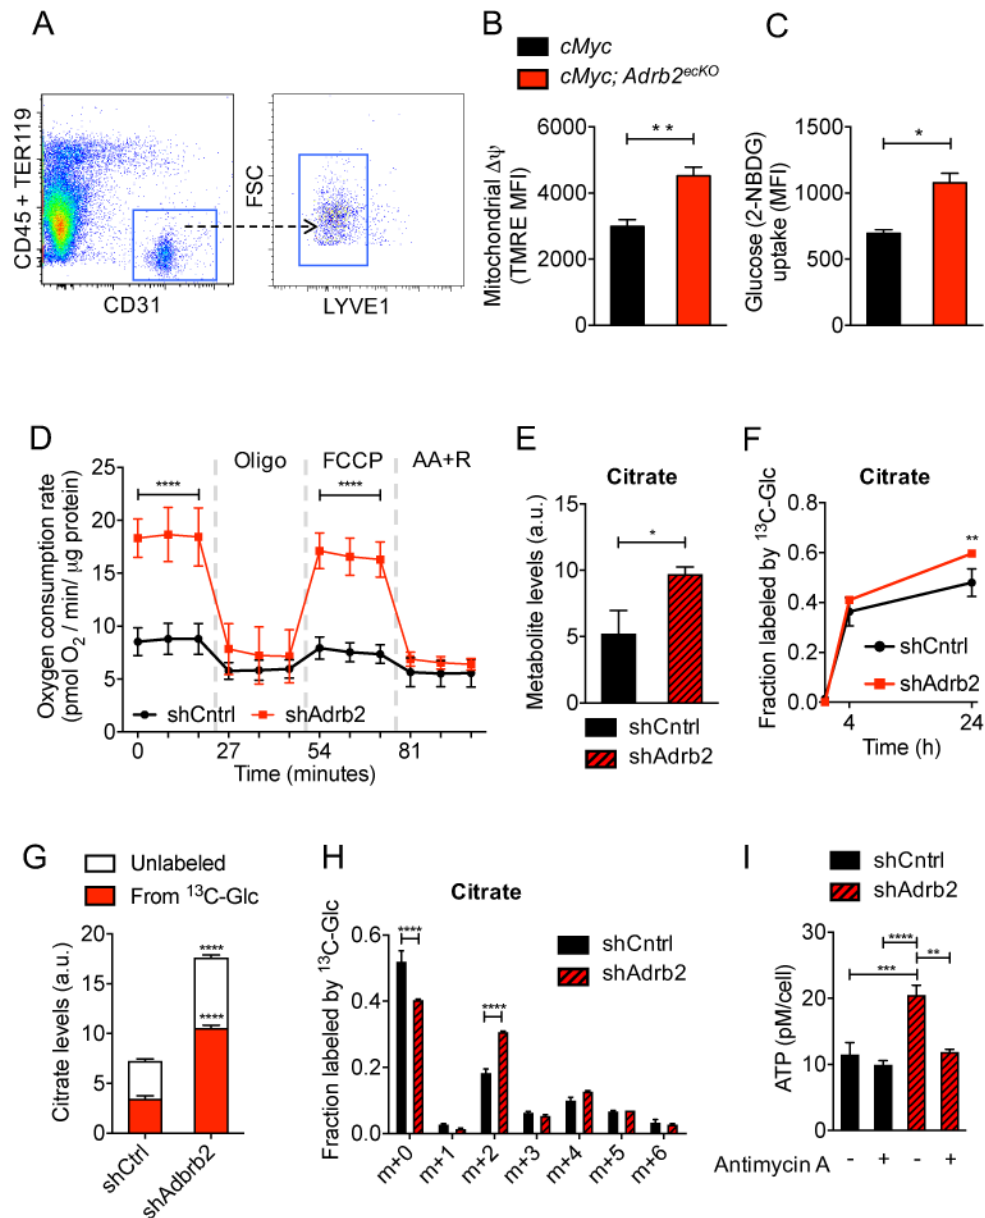 A
CD45 + TER119
CD31
FSC
LYVE1
B
cMyc
cMyc; Adrb2ecKO
Mitochondrial Δψ
(TMRE MFI)
6000
4000
2000
0
**
C
Glucose (2-NBDG)
uptake (MFI)
1500
1000
500
0
*
D
Oligo
FCCP
AA+R
Oxygen consumption rate
(pmol O2 / min/ μg protein)
25
20
15
10
5
0
****
****
shCntrl
shAdrb2
0
27
54
81
Time (minutes)
E
Citrate
Metabolite levels (a.u.)
15
10
5
0
*
shCntrl
shAdrb2
F
Citrate
Fraction labeled by 13C-Glc
0.8
0.6
0.4
0.2
0.0
**
shCntrl
shAdrb2
4
24
Time (h)
G
Unlabeled
From 13C-Glc
Citrate levels (a.u.)
20
15
10
5
0
****
****
shCtrl
shAdbrb2
H
Citrate
Fraction labeled by 13C-Glc
0.6
0.4
0.2
0.0
****
****
shCntrl
shAdrb2
m+0
m+1
m+2
m+3
m+4
m+5
m+6
I
shCntrl
shAdrb2
ATP (pM/cell)
30
20
10
0
****
***
**
Antimycin A - + - +